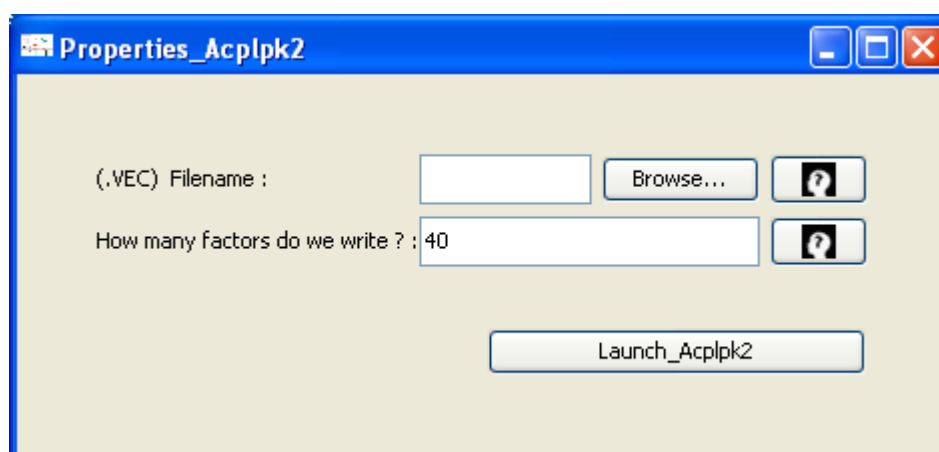 Properties_Acplpk2
(.VEC) Filename :
Browse...
?
How many factors do we write ? : 40
?
Launch_Acplpk2